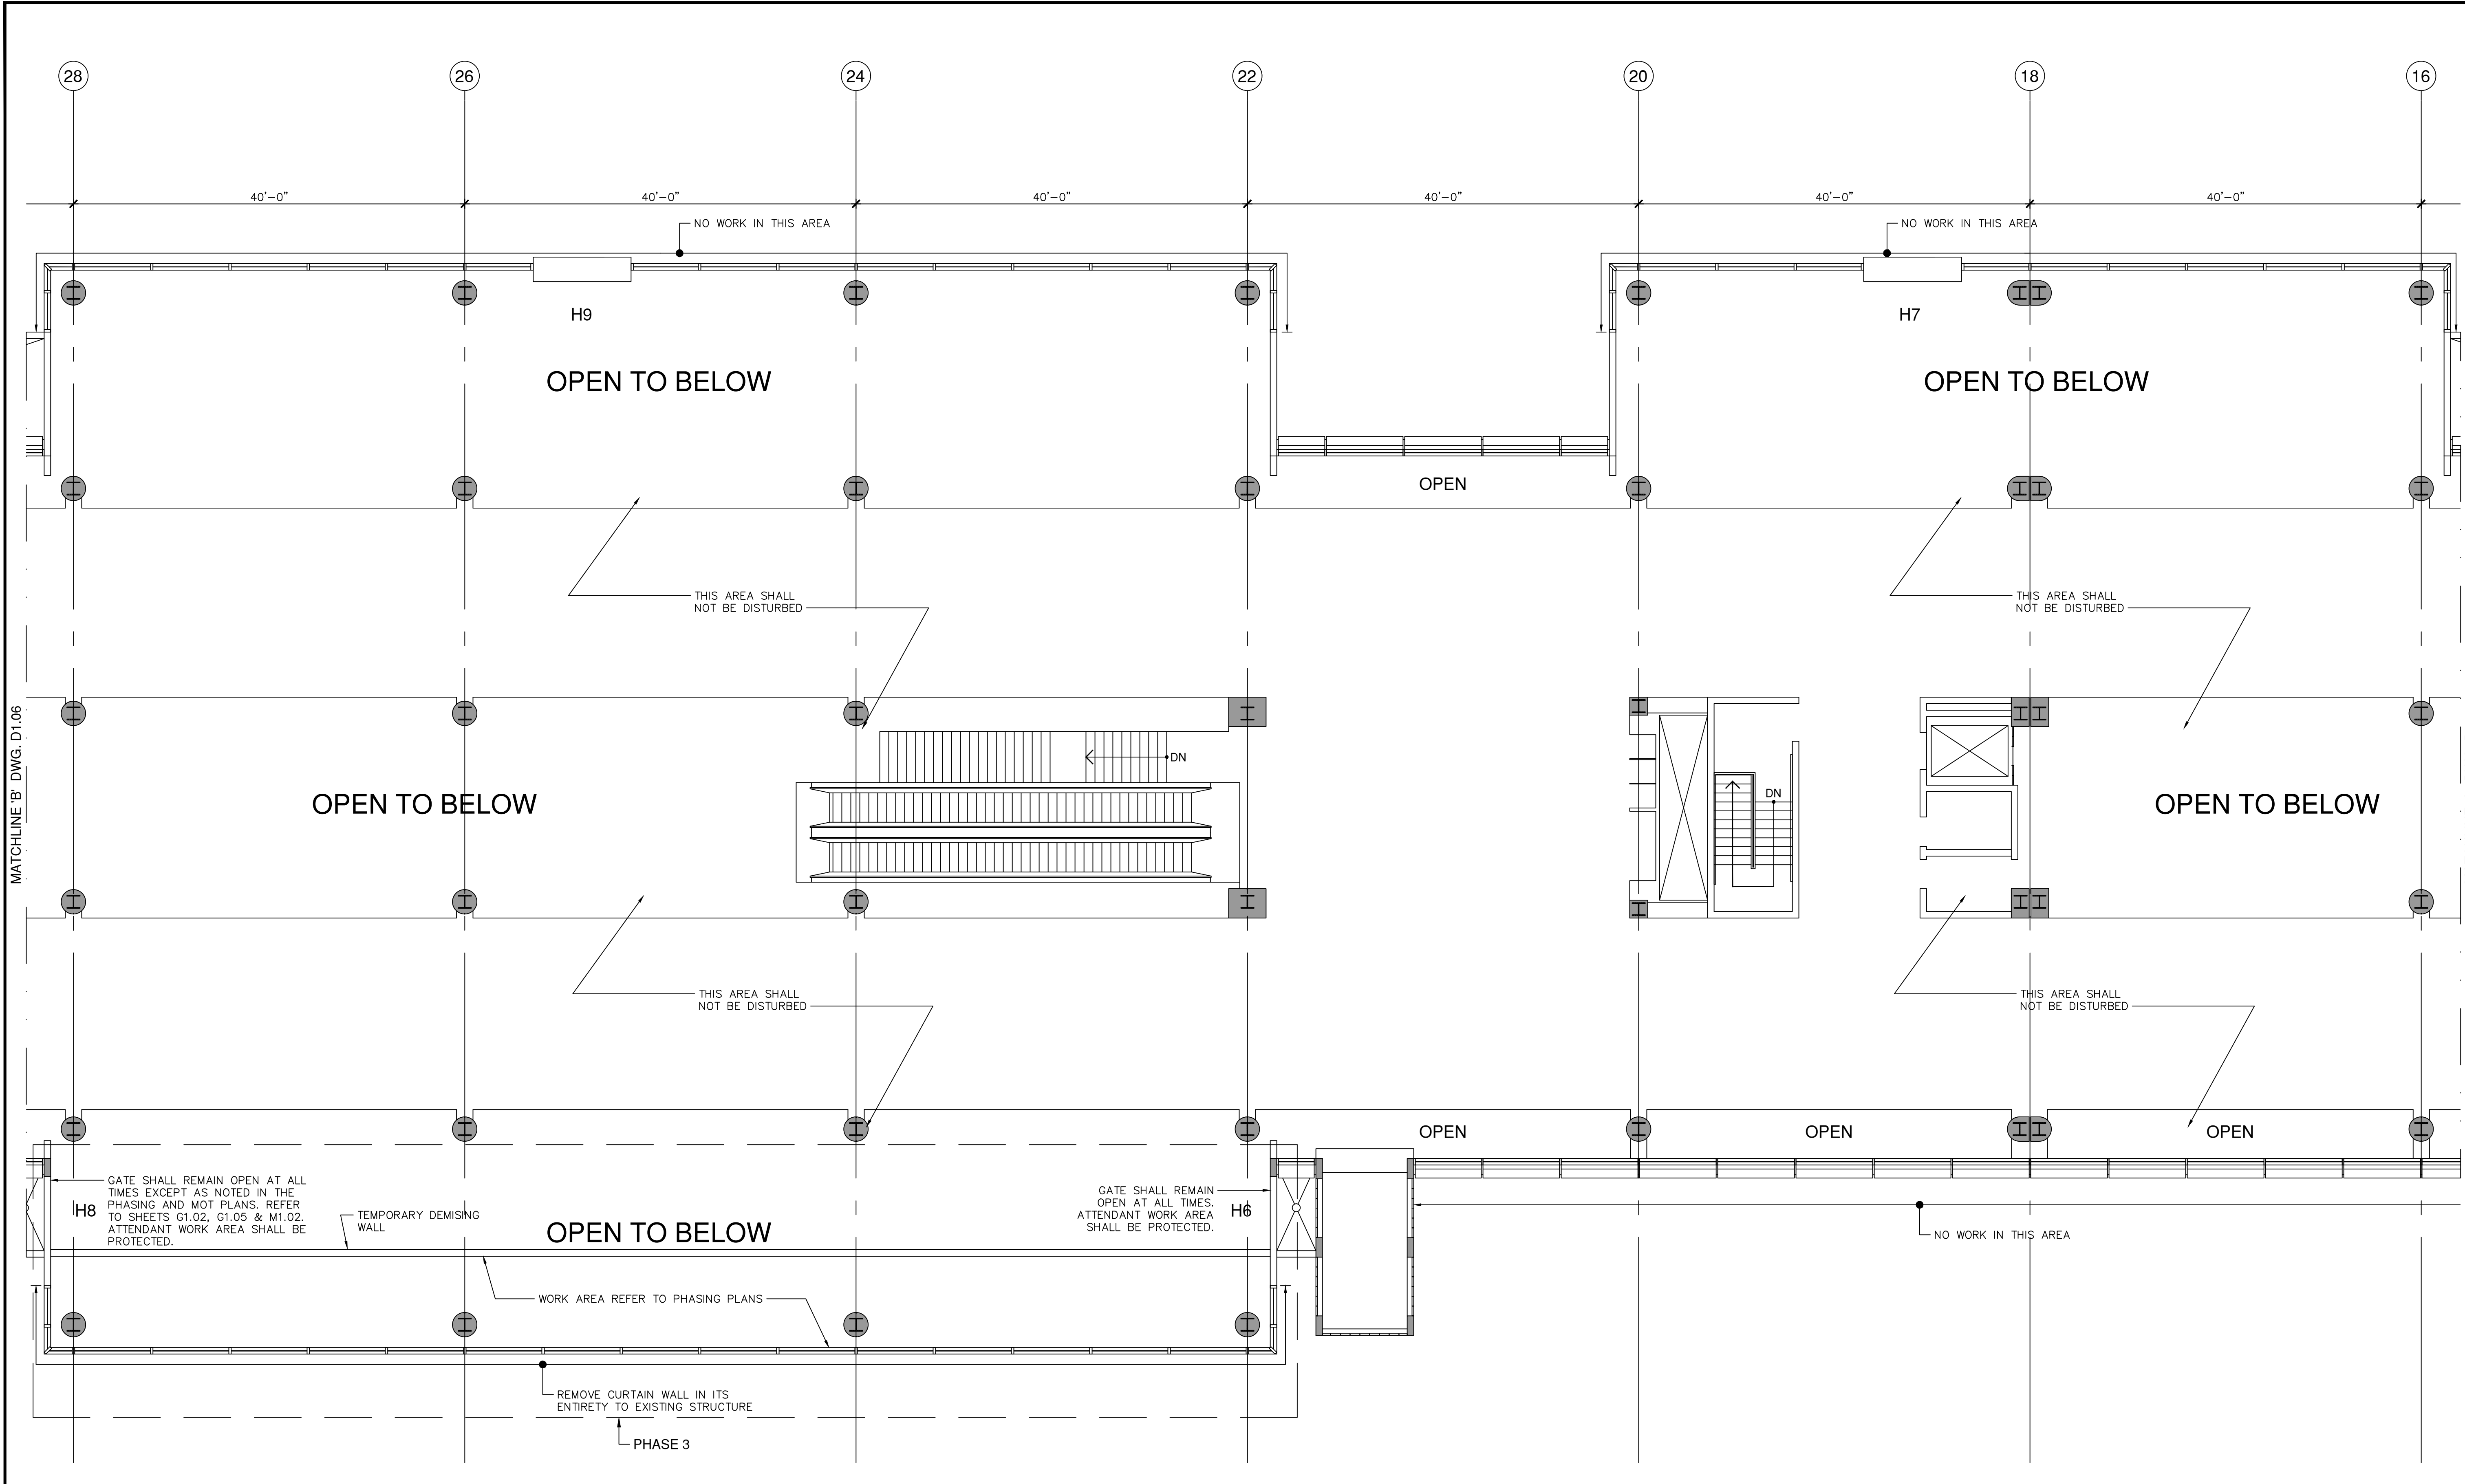 28
26
24
22
20
18
16
40'-0"
40'-0"
40'-0"
40'-0"
40'-0"
40'-0"
NO WORK IN THIS AREA
NO WORK IN THIS AREA
H9
H7
OPEN TO BELOW
OPEN TO BELOW
OPEN
THIS AREA SHALL
NOT BE DISTURBED
THIS AREA SHALL
NOT BE DISTURBED
MATCHLINE 'B' DWG. D1.06
DN
DN
OPEN TO BELOW
OPEN TO BELOW
THIS AREA SHALL
NOT BE DISTURBED
THIS AREA SHALL
NOT BE DISTURBED
OPEN
OPEN
OPEN
H8
GATE SHALL REMAIN OPEN AT ALL
TIMES EXCEPT AS NOTED IN THE
PHASING AND MOT PLANS. REFER
TO SHEETS G1.02, G1.05 & M1.02.
ATTENDANT WORK AREA SHALL BE
PROTECTED.
TEMPORARY DEMISING
WALL
OPEN TO BELOW
GATE SHALL REMAIN
OPEN AT ALL TIMES.
ATTENDANT WORK AREA
SHALL BE PROTECTED.
H6
NO WORK IN THIS AREA
WORK AREA REFER TO PHASING PLANS
REMOVE CURTAIN WALL IN ITS
ENTIRETY TO EXISTING STRUCTURE
PHASE 3